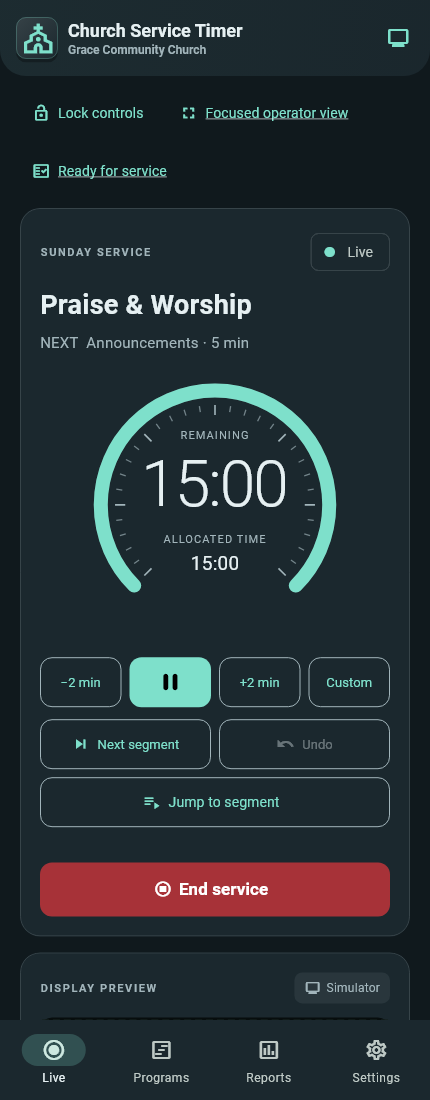 Church Service Timer
Grace Community Church
Lock controls
Focused operator view
Ready for service
SUNDAY SERVICE
Live
Praise & Worship
NEXT Announcements · 5 min
REMAINING
15:00
ALLOCATED TIME
15:00
−2 min
+2 min
Custom
Next segment
Undo
Jump to segment
End service
DISPLAY PREVIEW
Simulator
Live
Programs
Reports
Settings